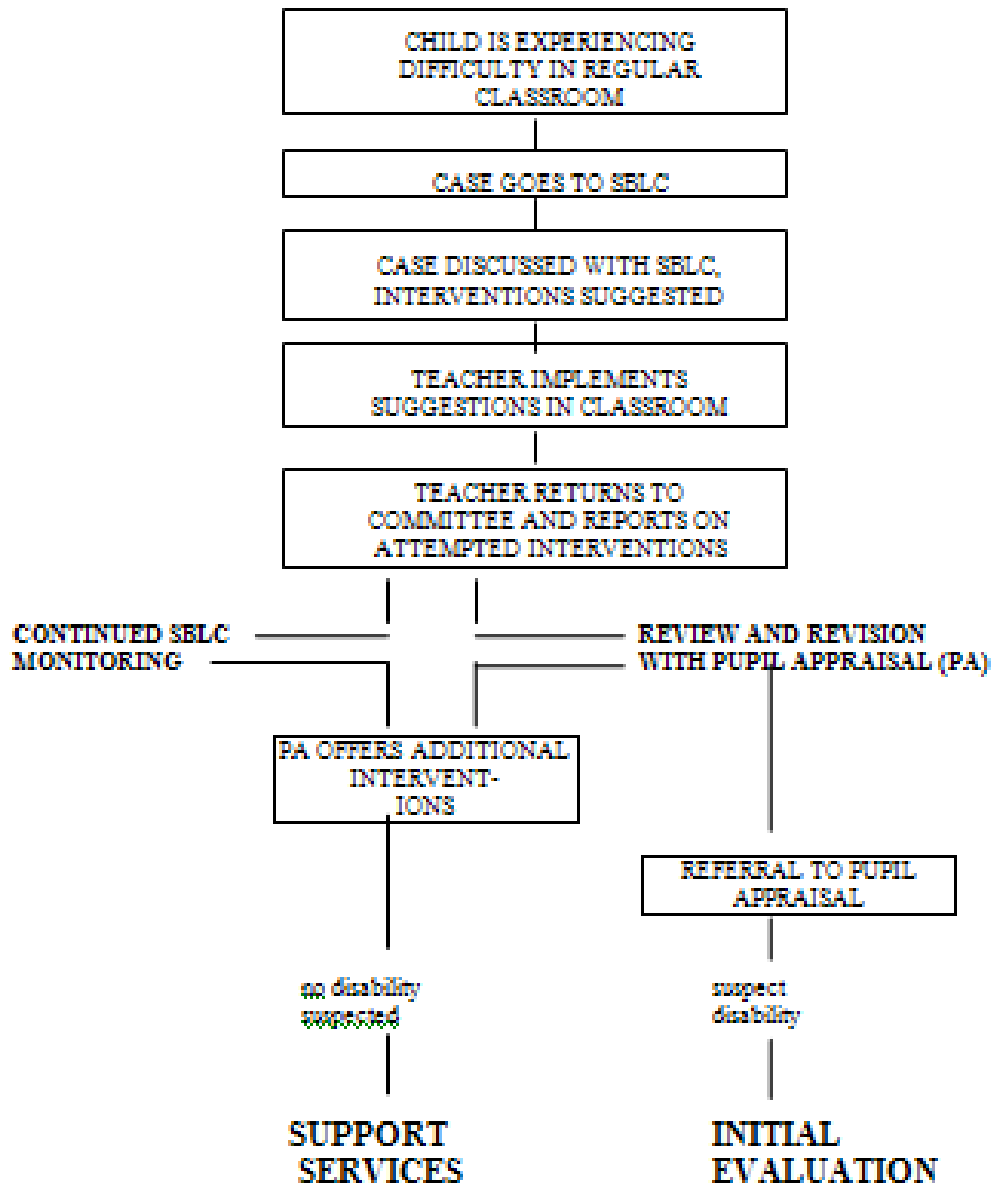 CHILD IS EXPERIENCING
DIFFICULTY IN REGULAR
CLASSROOM
CASE GOES TO SBLC
CASE DISCUSSED WITH SBLC,
INTERVENTIONS SUGGESTED
TEACHER IMPLEMENTS
SUGGESTIONS IN CLASSROOM
TEACHER RETURNS TO
COMMITTEE AND REPORTS ON
ATTEMPTED INTERVENTIONS
CONTINUED SBLC
MONITORING
REVIEW AND REVISION
WITH PUPIL APPRAISAL (PA)
PA OFFERS ADDITIONAL
INTERVENT-
IONS
REFERRAL TO PUPIL
APPRAISAL
no disability
suspected
suspect
disability
SUPPORT
SERVICES
INITIAL
EVALUATION